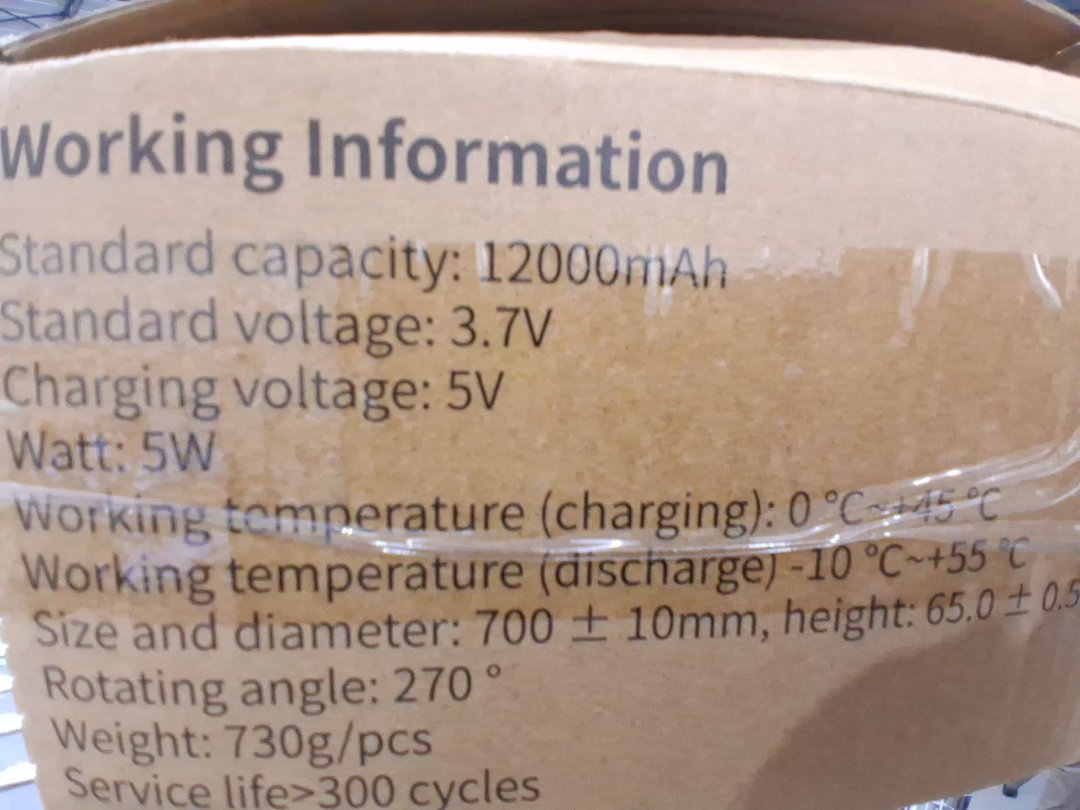 Working Information
Standard capacity: 12000mAh
Standard voltage: 3.7V
Charging voltage: 5V
Watt: 5W
Working temperature (charging): 0 °C~+45 °C
Working temperature (discharge) -10 °C~+55 °C
Size and diameter: 700 ± 10mm, height: 65.0 ± 0.5
Rotating angle: 270 °
Weight: 730g/pcs
Service life>300 cycles